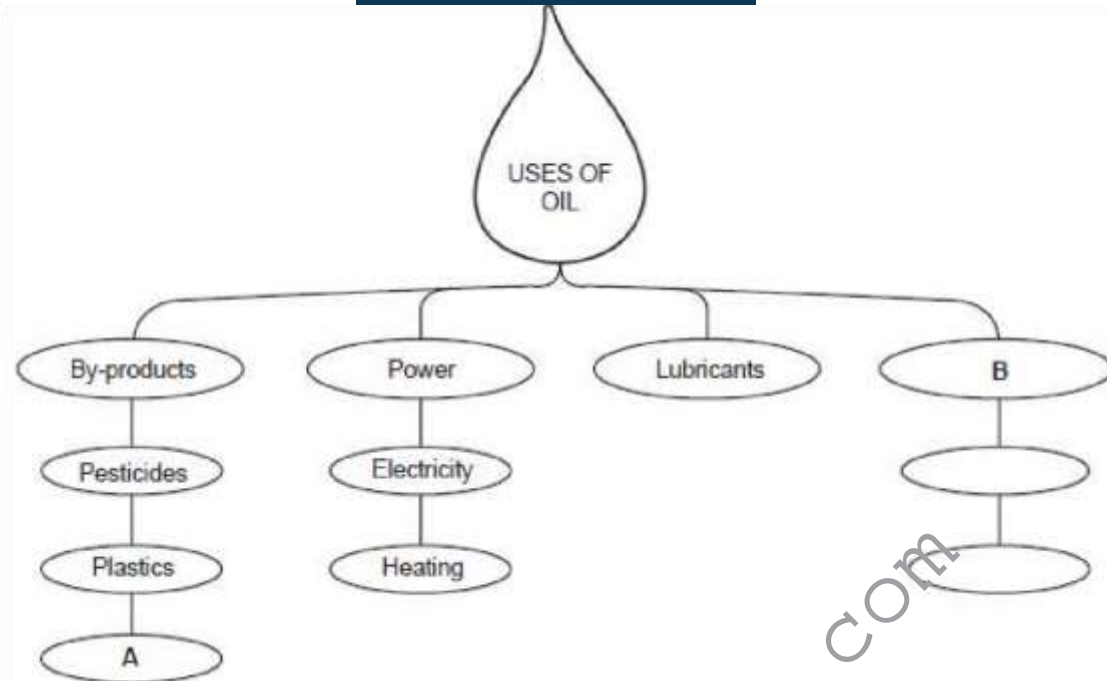 USES OF
OIL
By-products
Power
Lubricants
B
Pesticides
Electricity
Plastics
Heating
A
com